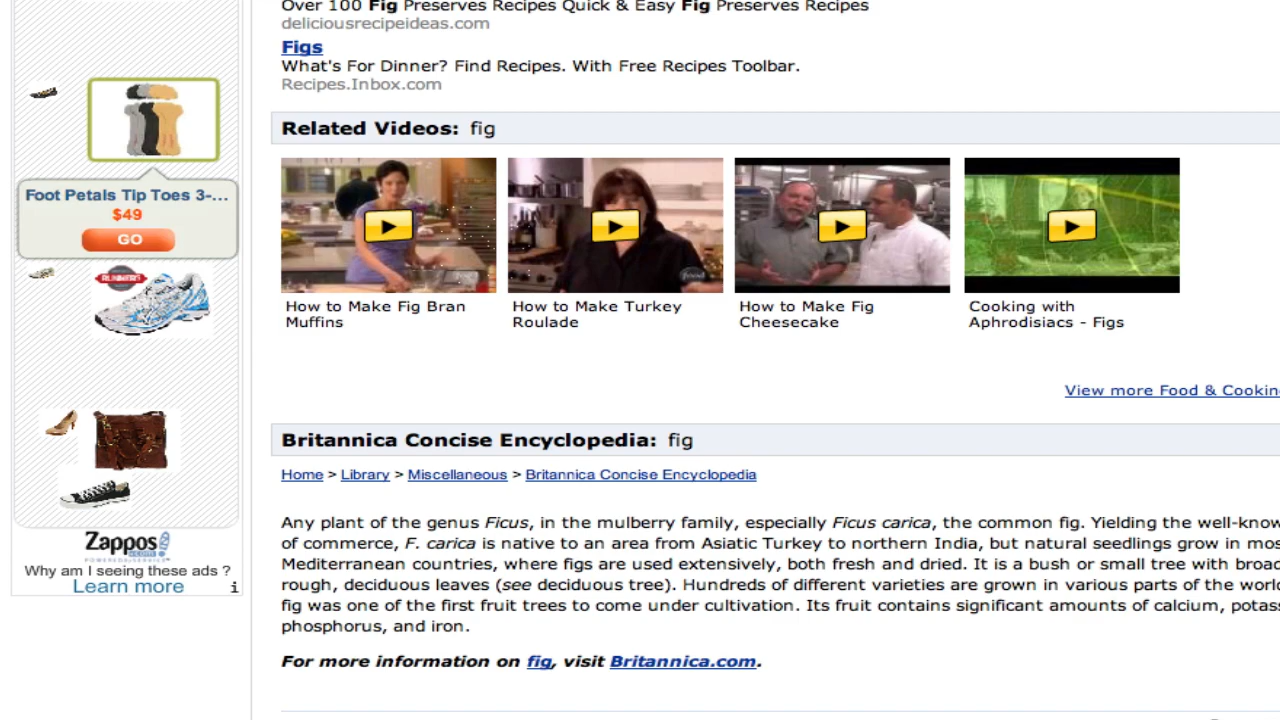 Over 100 Fig Preserves Recipes Quick & Easy Fig Preserves Recipes
deliciousrecipeideas.com
Figs
What's For Dinner? Find Recipes. With Free Recipes Toolbar.
Recipes.Inbox.com
Foot Petals Tip Toes 3-...
$49
GO
Related Videos: fig
food
How to Make Fig Bran
Muffins
How to Make Turkey
Roulade
How to Make Fig
Cheesecake
Cooking with
Aphrodisiacs - Figs
View more Food & Cookin
Britannica Concise Encyclopedia: fig
Home > Library > Miscellaneous > Britannica Concise Encyclopedia
Any plant of the genus Ficus, in the mulberry family, especially Ficus carica, the common fig. Yielding the well-know
of commerce, F. carica is native to an area from Asiatic Turkey to northern India, but natural seedlings grow in mos
Mediterranean countries, where figs are used extensively, both fresh and dried. It is a bush or small tree with broad
rough, deciduous leaves (see deciduous tree). Hundreds of different varieties are grown in various parts of the world
fig was one of the first fruit trees to come under cultivation. Its fruit contains significant amounts of calcium, potas
phosphorus, and iron.
For more information on fig, visit Britannica.com.
RUNNERS
Zappos
.com
POWERED by SERVICE
Why am I seeing these ads ?
Learn more
i